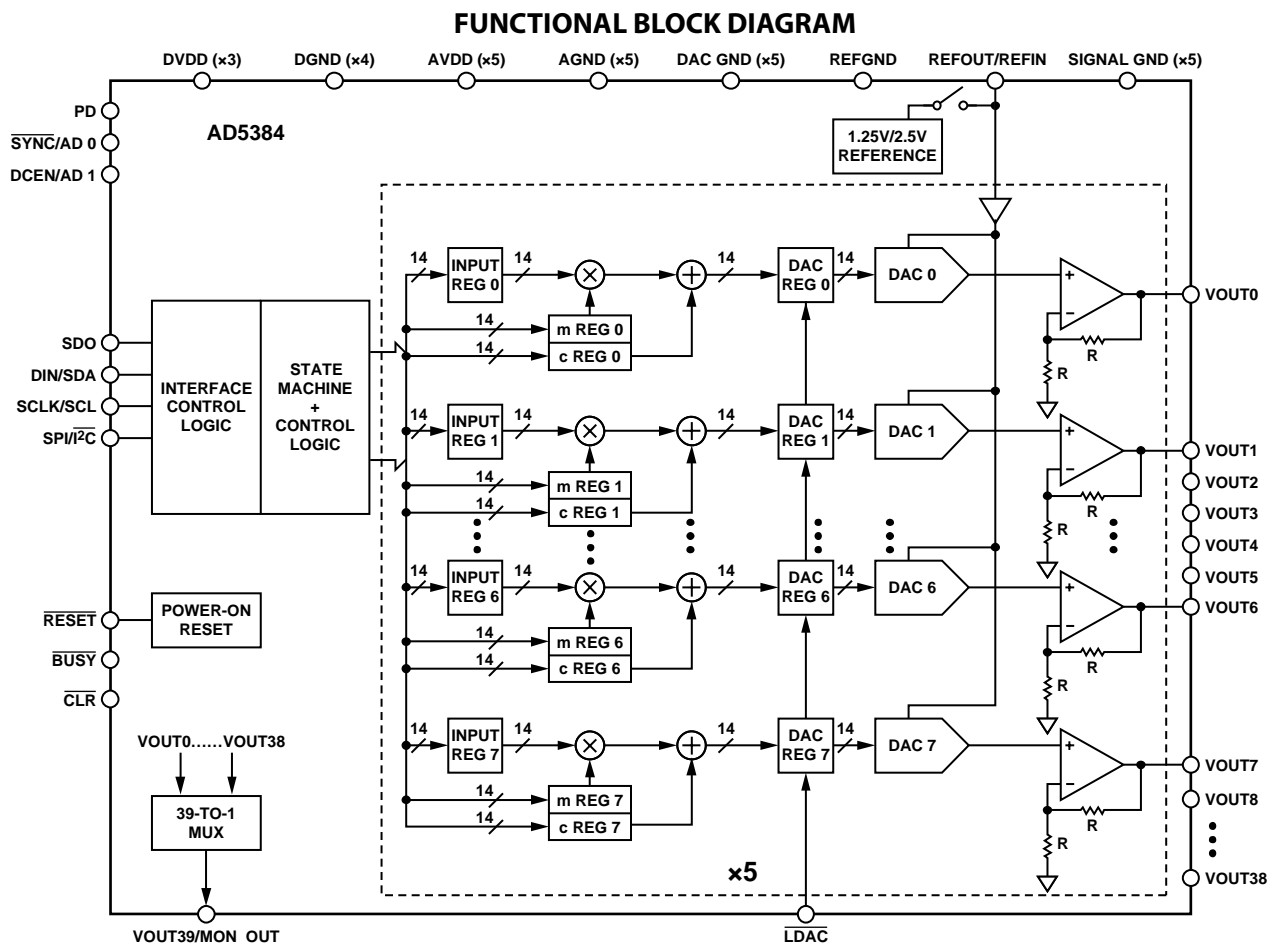 FUNCTIONAL BLOCK DIAGRAM
DVDD (×3)
DGND (×4)
AVDD (×5)
AGND (×5)
DAC GND (×5)
REFGND
REFOUT/REFIN
SIGNAL GND (×5)
PD
SYNC/AD 0
DCEN/AD 1
AD5384
1.25V/2.5V
REFERENCE
14
INPUT
REG 0
14
×
+
14
DAC
REG 0
14
DAC 0
+
–
VOUT0
14
m REG 0
14
c REG 0
R
R
SDO
DIN/SDA
SCLK/SCL
SPI/I2C
INTERFACE
CONTROL
LOGIC
STATE
MACHINE
+
CONTROL
LOGIC
14
INPUT
REG 1
14
×
+
14
DAC
REG 1
14
DAC 1
+
–
VOUT1
14
m REG 1
14
c REG 1
R
R
VOUT2
VOUT3
VOUT4
VOUT5
14
INPUT
REG 6
14
×
+
14
DAC
REG 6
14
DAC 6
+
–
VOUT6
14
m REG 6
14
c REG 6
R
R
RESET
POWER-ON
RESET
BUSY
CLR
14
INPUT
REG 7
14
×
+
14
DAC
REG 7
14
DAC 7
+
–
VOUT7
14
m REG 7
14
c REG 7
R
R
VOUT8
VOUT38
VOUT0......VOUT38
39-TO-1
MUX
×5
VOUT39/MON OUT
LDAC